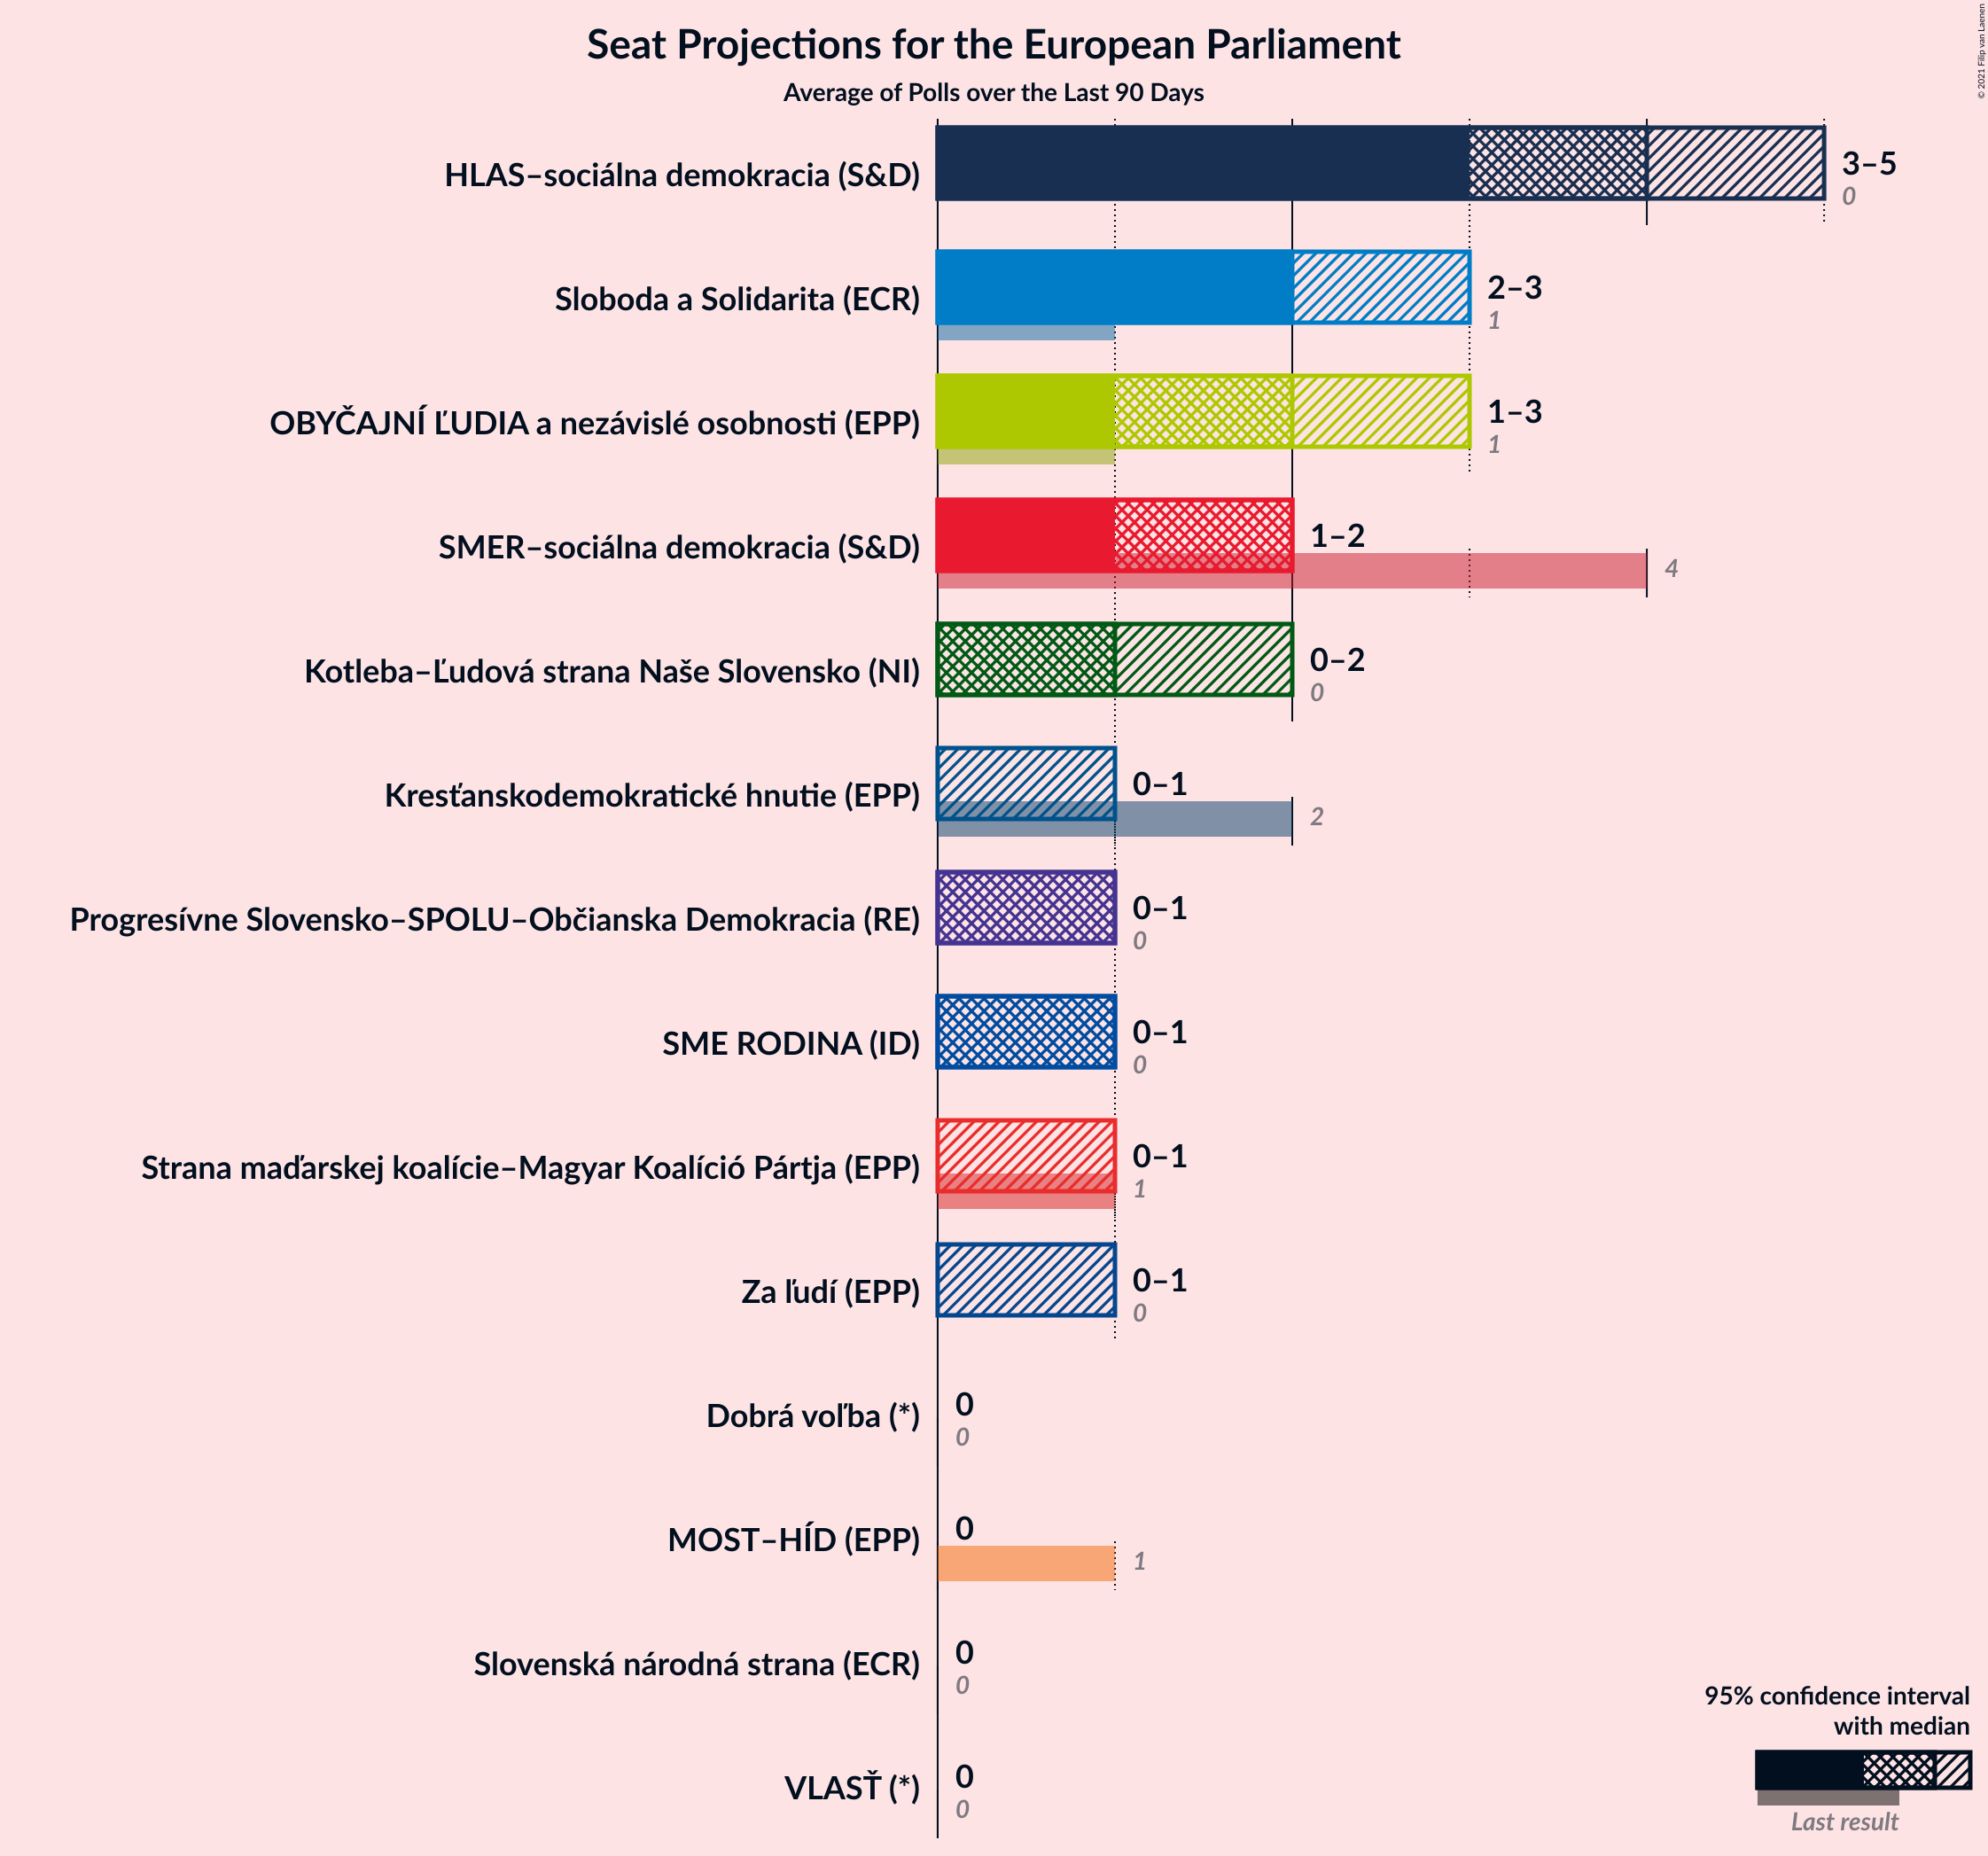 Seat Projections for the European Parliament
Average of Polls over the Last 90 Days
© 2021 Filip van Laenen
HLAS–sociálna demokracia (S&D)
3–5
0
Sloboda a Solidarita (ECR)
2–3
1
OBYČAJNÍ ĽUDIA a nezávislé osobnosti (EPP)
1–3
1
SMER–sociálna demokracia (S&D)
1–2
4
Kotleba–Ľudová strana Naše Slovensko (NI)
0–2
0
Kresťanskodemokratické hnutie (EPP)
0–1
2
Progresívne Slovensko–SPOLU–Občianska Demokracia (RE)
0–1
0
SME RODINA (ID)
0–1
0
Strana maďarskej koalície–Magyar Koalíció Pártja (EPP)
0–1
1
Za ľudí (EPP)
0–1
0
Dobrá voľba (*)
0
0
MOST–HÍD (EPP)
0
1
Slovenská národná strana (ECR)
0
0
VLASŤ (*)
0
0
95% confidence interval
with median
Last result